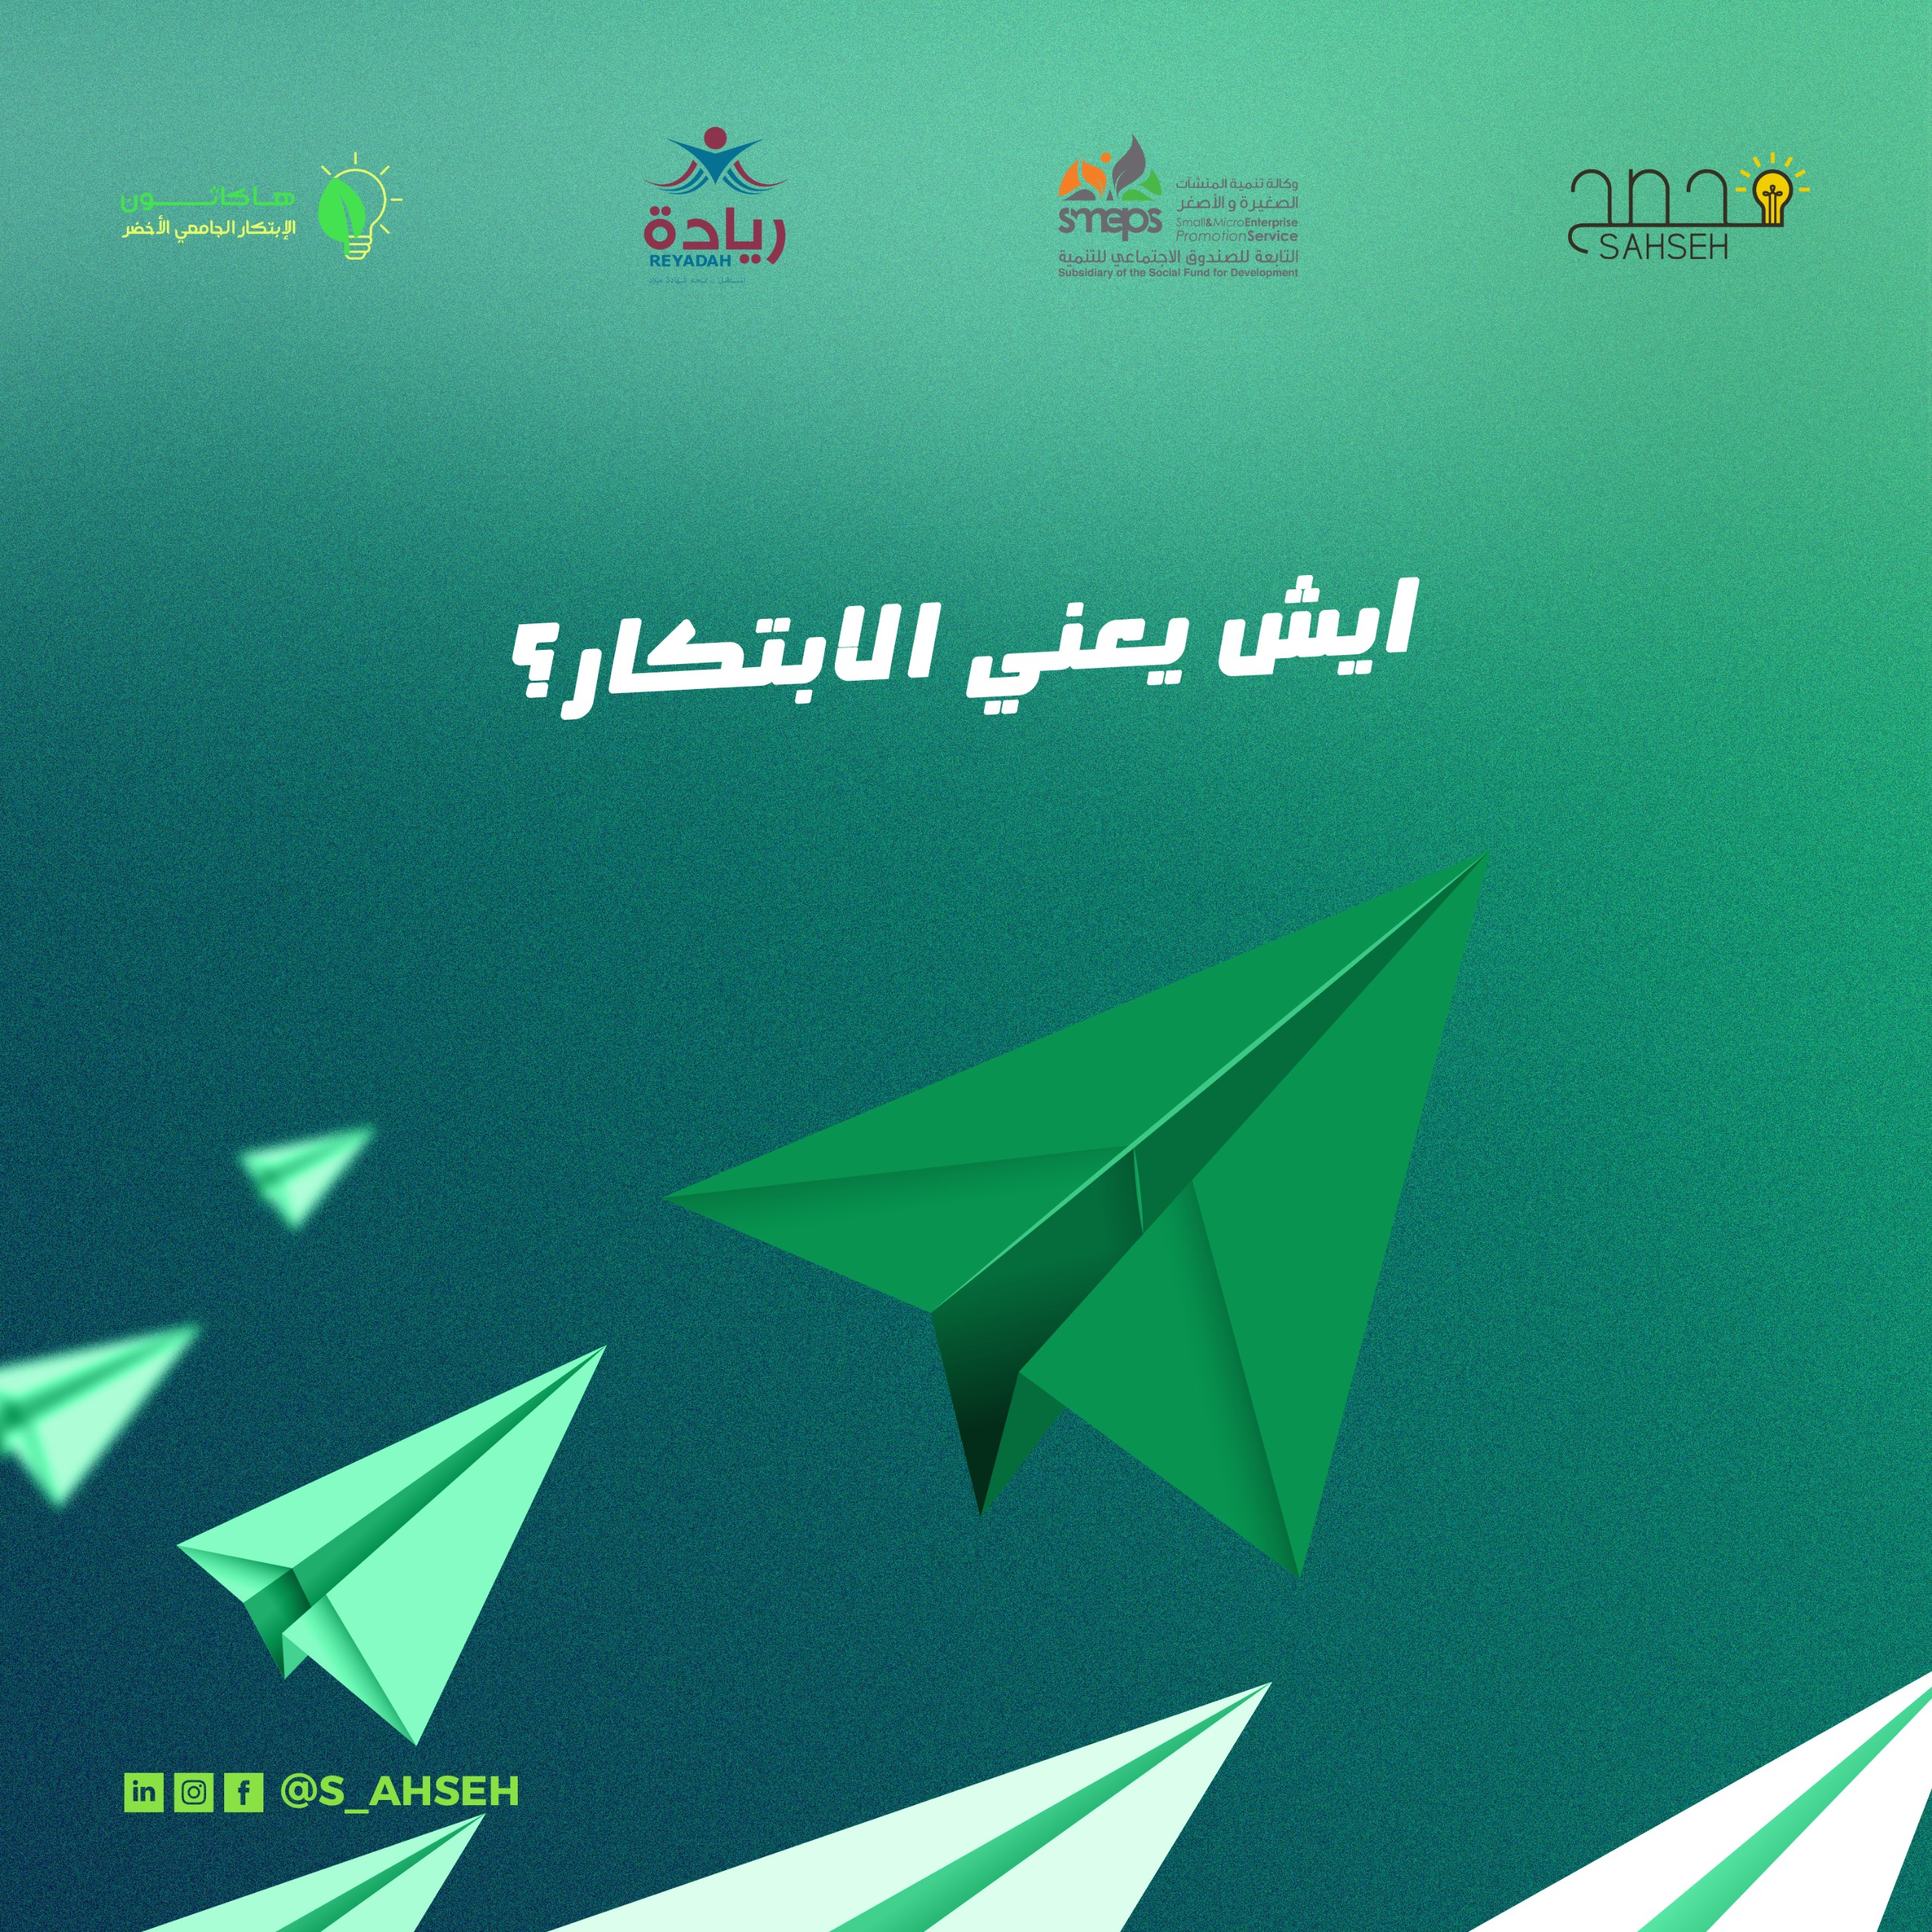 SAHSEH
وكالة تنمية المنشآت
الصغيرة و الأصغر
Small&MicroEnterprise
PromotionService
smeps
التابعة للصندوق الاجتماعي للتنمية
Subsidiary of the Social Fund for Development
ريادة
REYADAH
هاكاثون
الإبتكار الجامعي الأخضر
ايش يعني الابتكار؟
in f @S_AHSEH